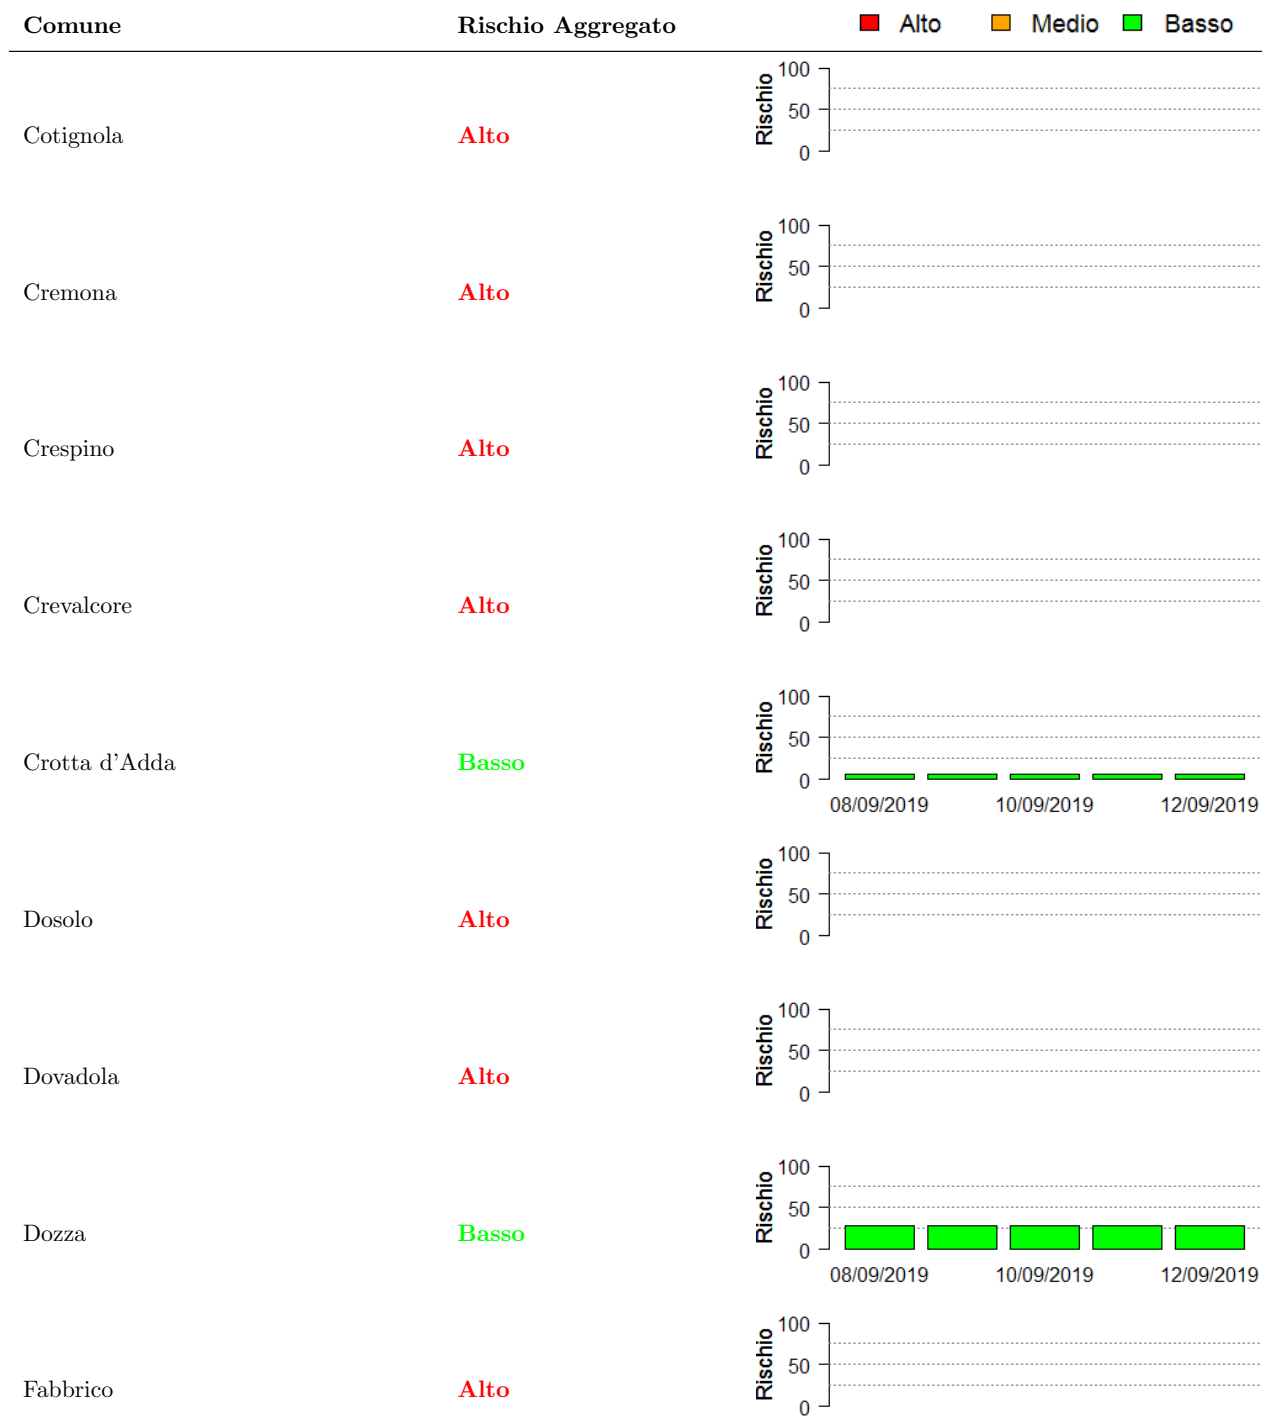 Comune Rischio Aggregato Alto Medio Basso
100
50
0
Rischio
Cotignola Alto
100
50
0
Rischio
Cremona Alto
100
50
0
Rischio
Crespino Alto
100
50
0
Rischio
Crevalcore Alto
100
50
0
Rischio
Crotta d'Adda Basso
08/09/2019 10/09/2019 12/09/2019
100
50
0
Rischio
Dosolo Alto
100
50
0
Rischio
Dovadola Alto
100
50
0
Rischio
Dozza Basso
08/09/2019 10/09/2019 12/09/2019
100
50
0
Rischio
Fabbrico Alto